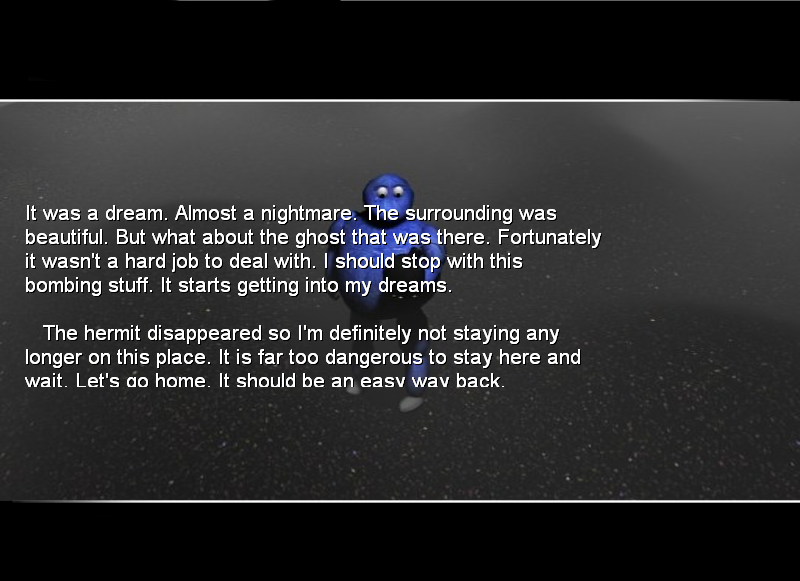 It was a dream. Almost a nightmare. The surrounding was
beautiful. But what about the ghost that was there. Fortunately
it wasn't a hard job to deal with. I should stop with this
bombing stuff. It starts getting into my dreams.
The hermit disappeared so I'm definitely not staying any
longer on this place. It is far too dangerous to stay here and
wait. Let's go home. It should be an easy way back.